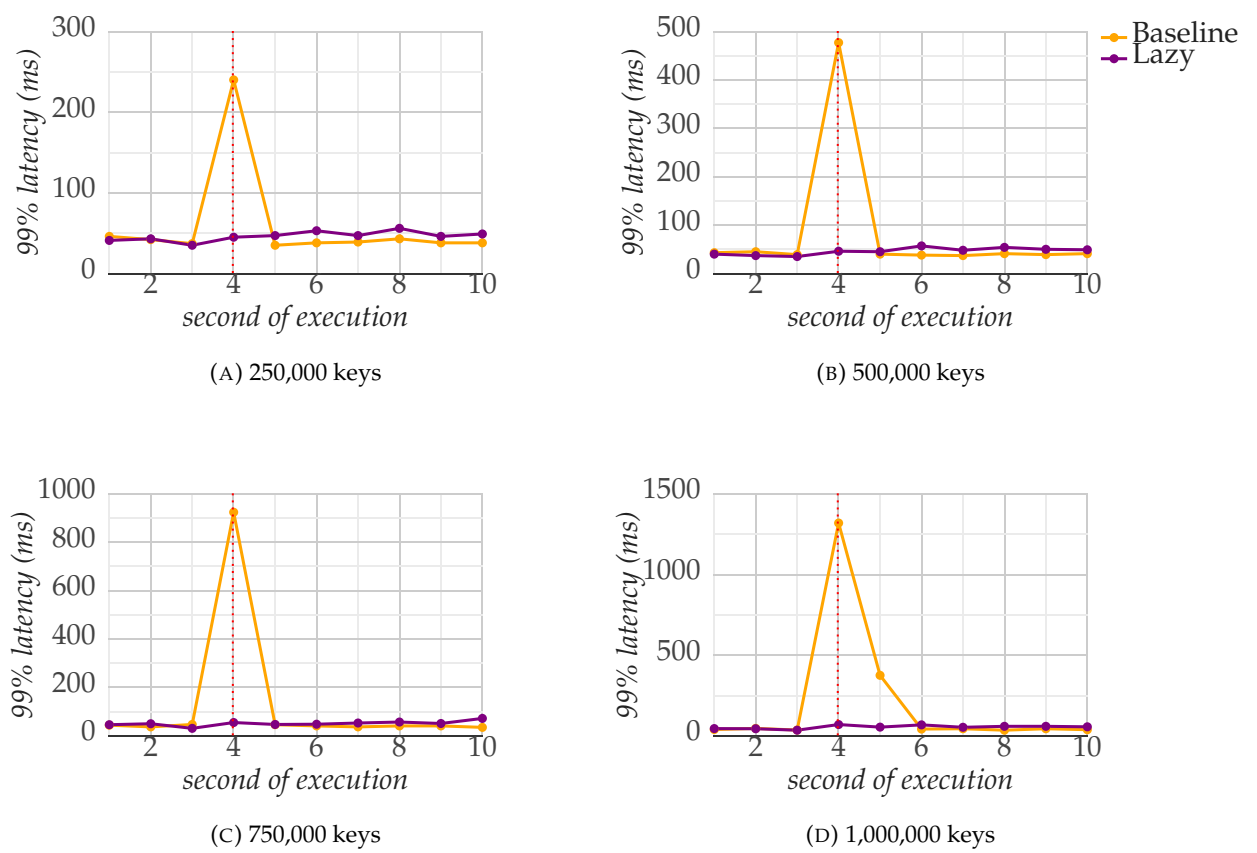 300
200
100
0
99% latency (ms)
2 4 6 8 10
second of execution
(A) 250,000 keys
500
400
300
200
100
0
99% latency (ms)
2 4 6 8 10
second of execution
(B) 500,000 keys
Baseline
Lazy
1000
800
600
400
200
0
99% latency (ms)
2 4 6 8 10
second of execution
(C) 750,000 keys
1500
1000
500
0
99% latency (ms)
2 4 6 8 10
second of execution
(D) 1,000,000 keys